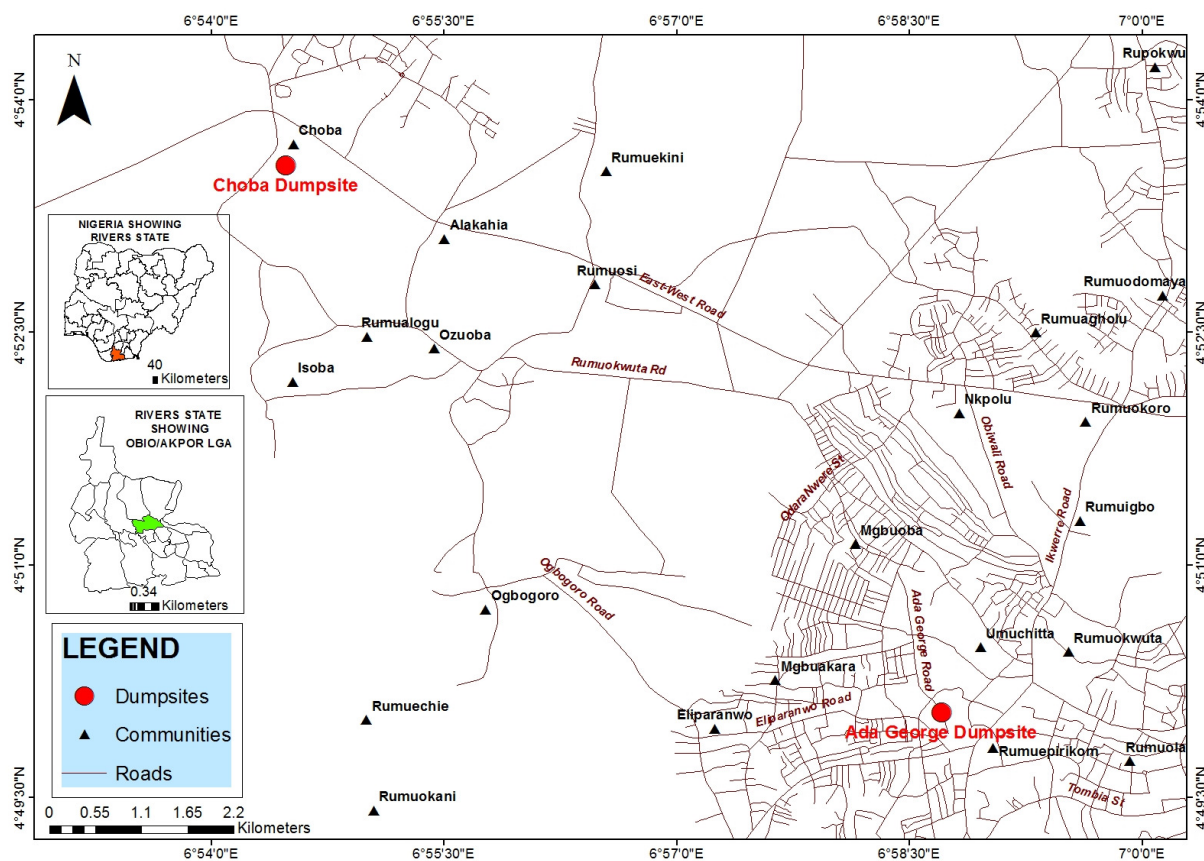 6°54'0"E 6°55'30"E 6°57'0"E 6°58'30"E 7°0'0"E
N
4°54'0"N
4°54'0"N
Rupokwu
Choba
Choba Dumpsite
Rumuekini
Alakahia
Rumuosi
East-West Road
Rumuodomaya
Rumuagholu
NIGERIA SHOWING
RIVERS STATE
40
Kilometers
4°52'30"N
4°52'30"N
Rumualogu
Ozuoba
Isoba
Rumuokwuta Rd
Nkpolu
Rumuokoro
Obiwali Road
RIVERS STATE
SHOWING
OBIO/AKPOR LGA
0.34
Kilometers
OdaraNwere St
Ikwerre Road
Rumuigbo
Mgbuoba
4°51'0"N
4°51'0"N
Ogbogoro
Ogbogoro Road
Ada George Road
Umuchitta
Rumuokwuta
Mgbuakara
Eliparanwo
Eliparanwo Road
Ada George Dumpsite
Rumuepirikom
Rumuola
Tombia St
Rumuechie
Rumuokani
LEGEND
Dumpsites
Communities
Roads
4°49'30"N
4°49'30"N
0 0.55 1.1 1.65 2.2
Kilometers
6°54'0"E 6°55'30"E 6°57'0"E 6°58'30"E 7°0'0"E